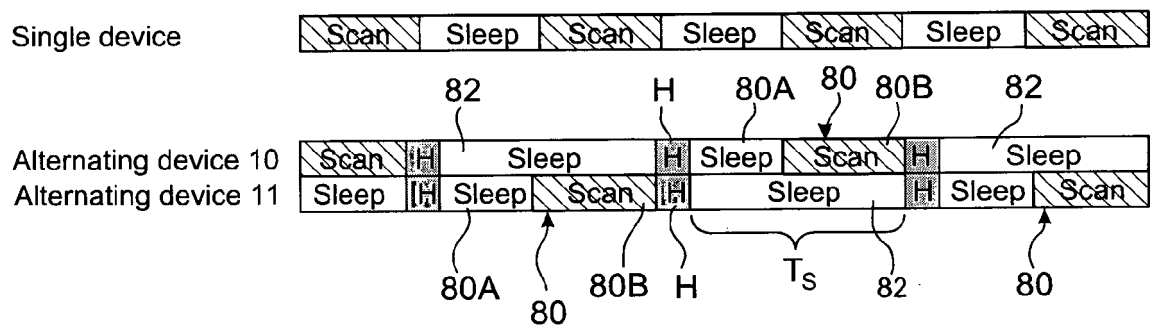 Single device Scan Sleep Scan Sleep Scan Sleep Scan
82 H 80A 80 80B 82
Alternating device 10 Scan H Sleep H Sleep Scan H Sleep
Alternating device 11 Sleep H Sleep Scan H Sleep H Sleep Scan
80A 80 80B H TS 82 80